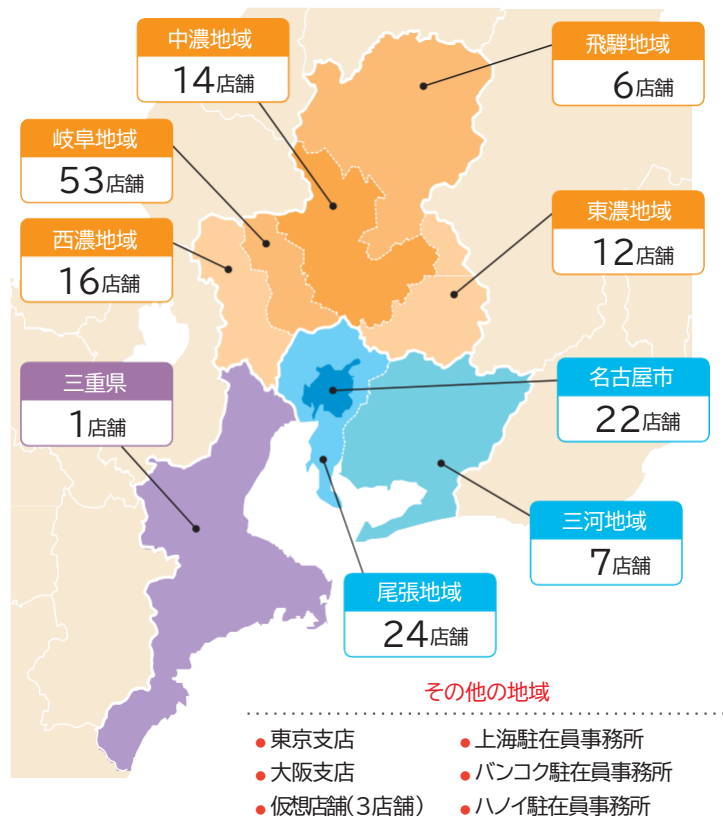 中濃地域
14店舗
飛騨地域
6店舗
岐阜地域
53店舗
西濃地域
16店舗
東濃地域
12店舗
三重県
1店舗
名古屋市
22店舗
三河地域
7店舗
尾張地域
24店舗
その他の地域
● 東京支店
● 大阪支店
● 仮想店舗(3店舗)
● 上海駐在員事務所
● バンコク駐在員事務所
● ハノイ駐在員事務所